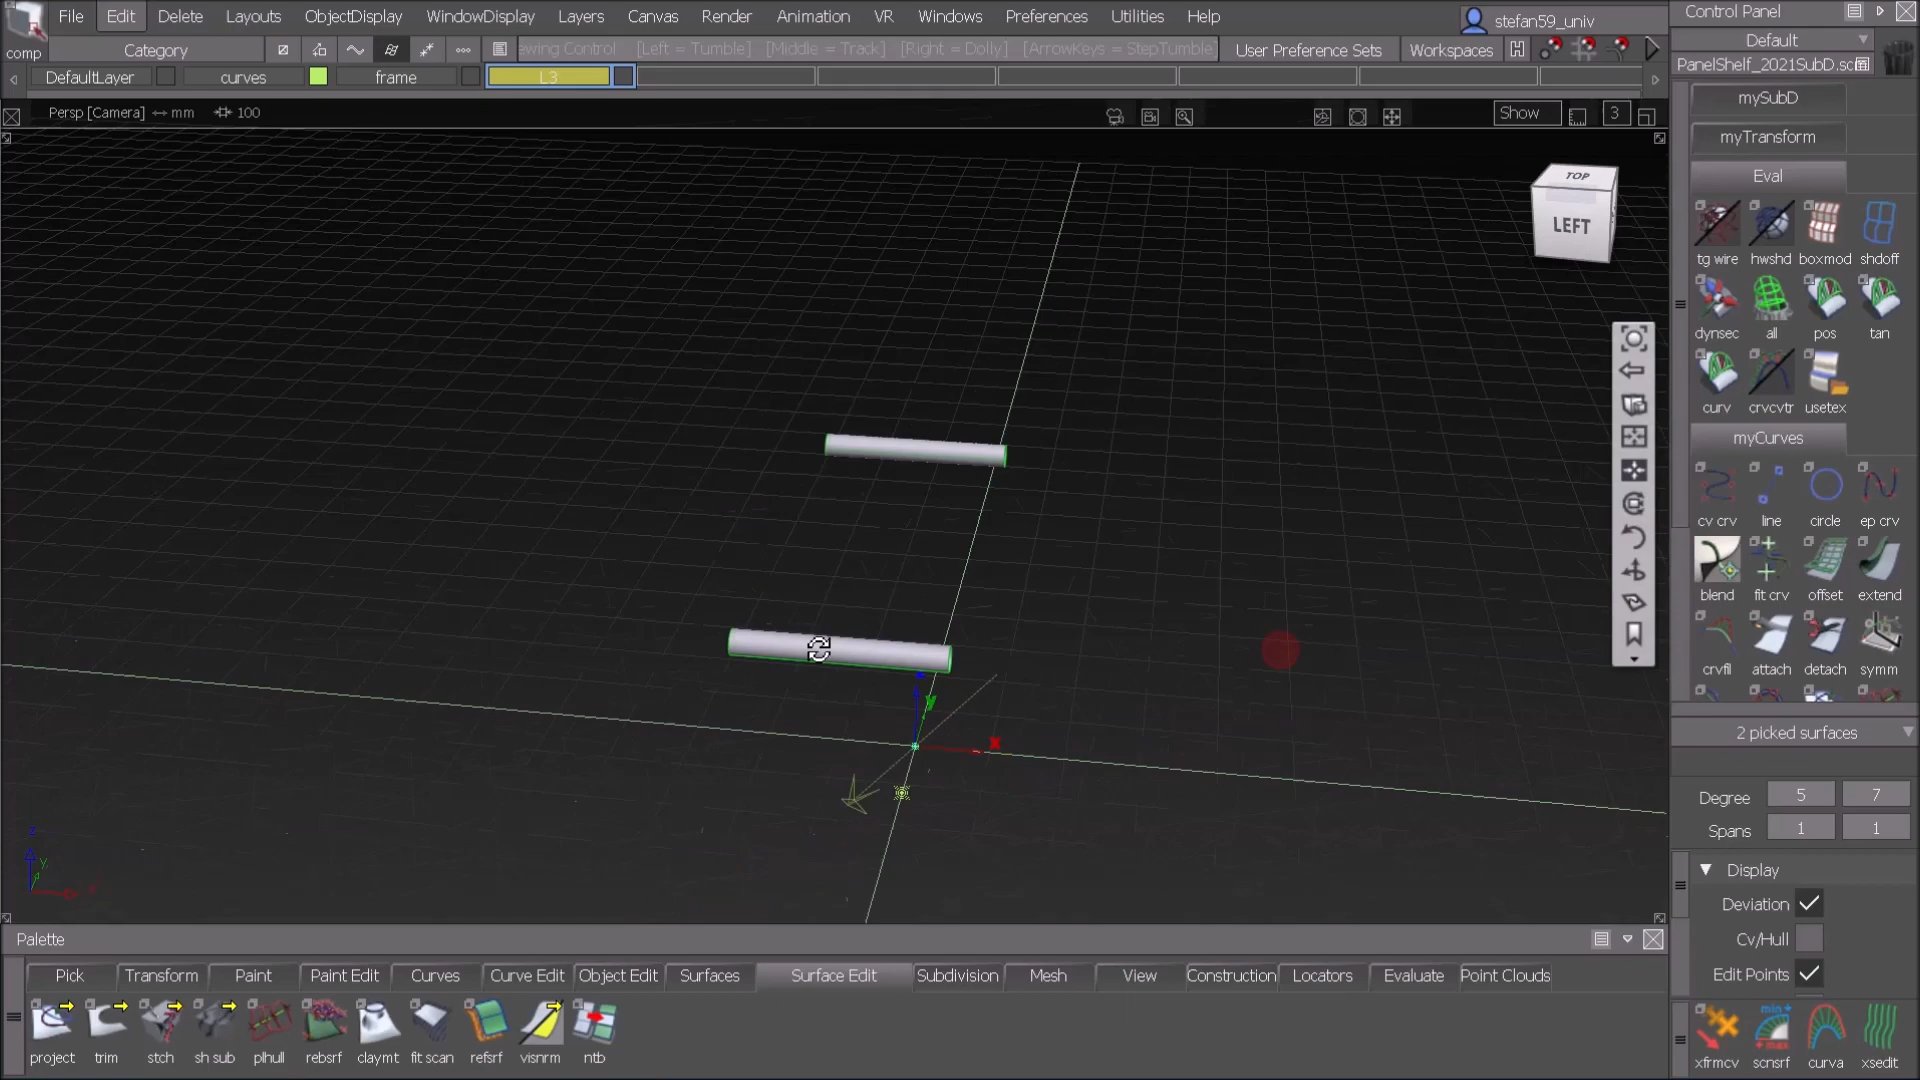 File Edit Delete Layouts ObjectDisplay WindowDisplay Layers Canvas Render Animation VR Windows Preferences Utilities Help
stefan59_univ
Control Panel
comp
Category
ewing Control [Left = Tumble] [Middle = Track] [Right = Dolly] [ArrowKeys = StepTumble]
User Preference Sets
Workspaces
Default
PanelShelf_2021SubD.sc
DefaultLayer
curves
frame
L3
Persp [Camera] mm 100
Show
3
mySubD
myTransform
Eval
TOP
LEFT
tg wire hwshd boxmod shdoff
dynsec all pos tan
curv crvcvtr usetex
myCurves
cv crv line circle ep crv
blend fit crv offset extend
crvfil attach detach symm
2 picked surfaces
Degree 5 7
Spans 1 1
Display
Deviation
Cv/Hull
Edit Points
y
x
z
y
x
Palette
Pick Transform Paint Paint Edit Curves Curve Edit Object Edit Surfaces Surface Edit Subdivision Mesh View Construction Locators Evaluate Point Clouds
project trim stch sh sub plhull rebsrf claymt fit scan refsrf visnrm ntb
min
max
xfrmcv scnsrf curva xsedit